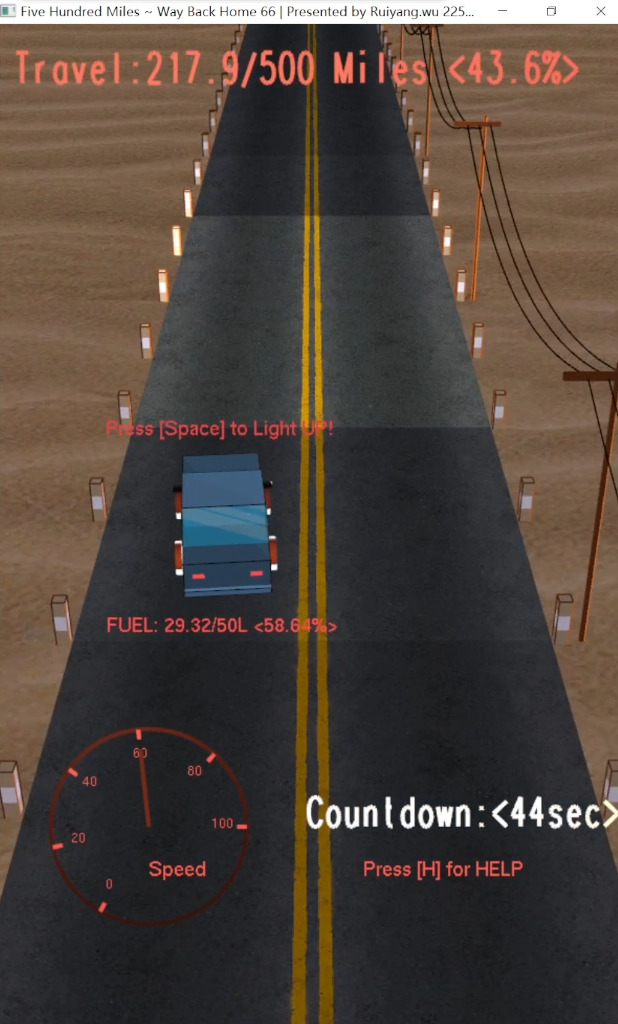 Five Hundred Miles ~ Way Back Home 66 | Presented by Ruiyang.wu 225...
Travel:217.9/500 Miles <43.6%>
Press [Space] to Light UP!
FUEL: 29.32/50L <58.64%>
60
40
80
20
100
0
Speed
Countdown:<44sec>
Press [H] for HELP